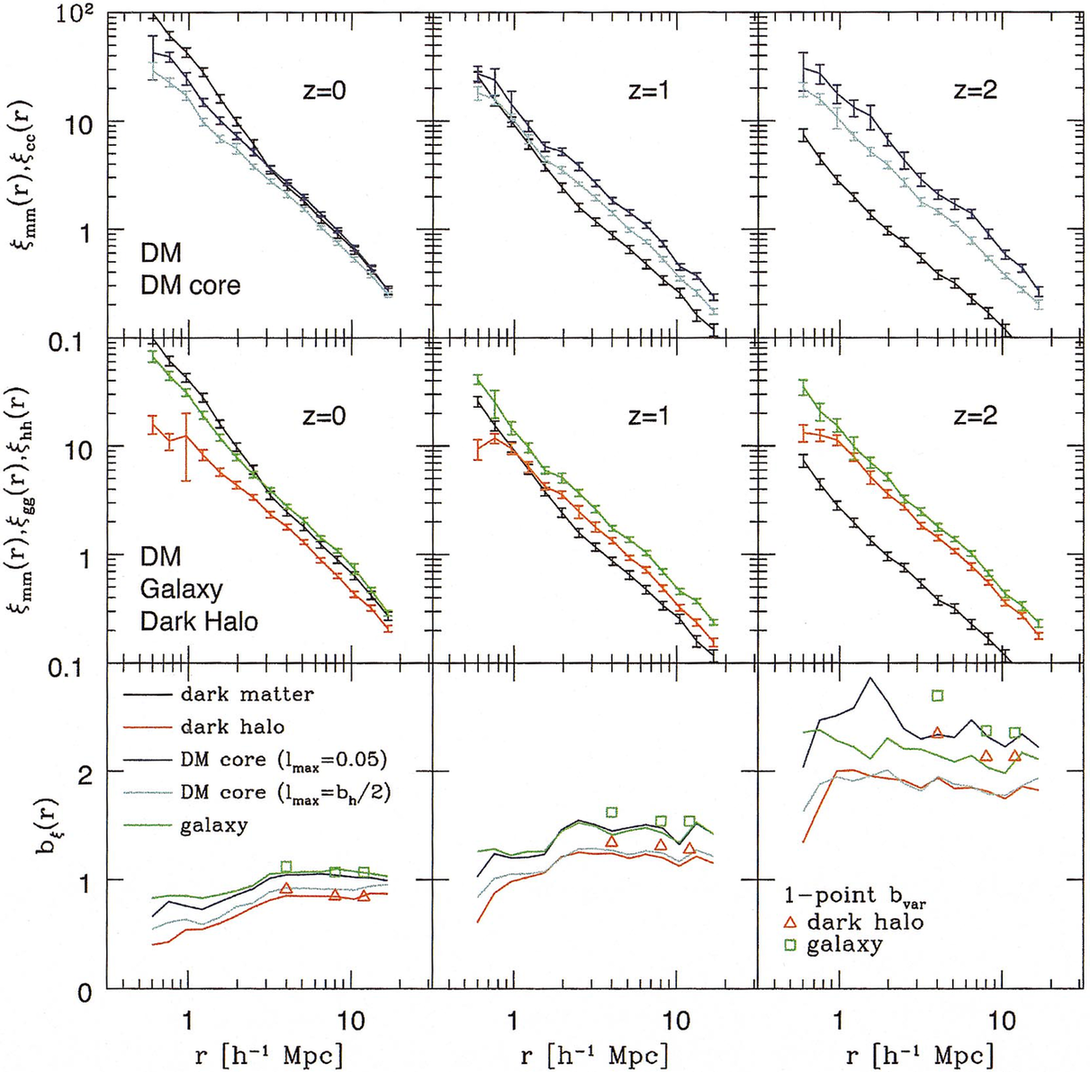 10²
10
1
0.1
10
1
0.1
2
1
0
ξmm(r),ξcc(r)
ξmm(r),ξgg(r),ξhh(r)
bξ(r)
z=0
z=1
z=2
DM
DM core
z=0
z=1
z=2
DM
Galaxy
Dark Halo
dark matter
dark halo
DM core (lmax=0.05)
DM core (lmax=bh/2)
galaxy
1-point bvar
dark halo
galaxy
1 10
1 10
1 10
r [h⁻¹ Mpc]
r [h⁻¹ Mpc]
r [h⁻¹ Mpc]